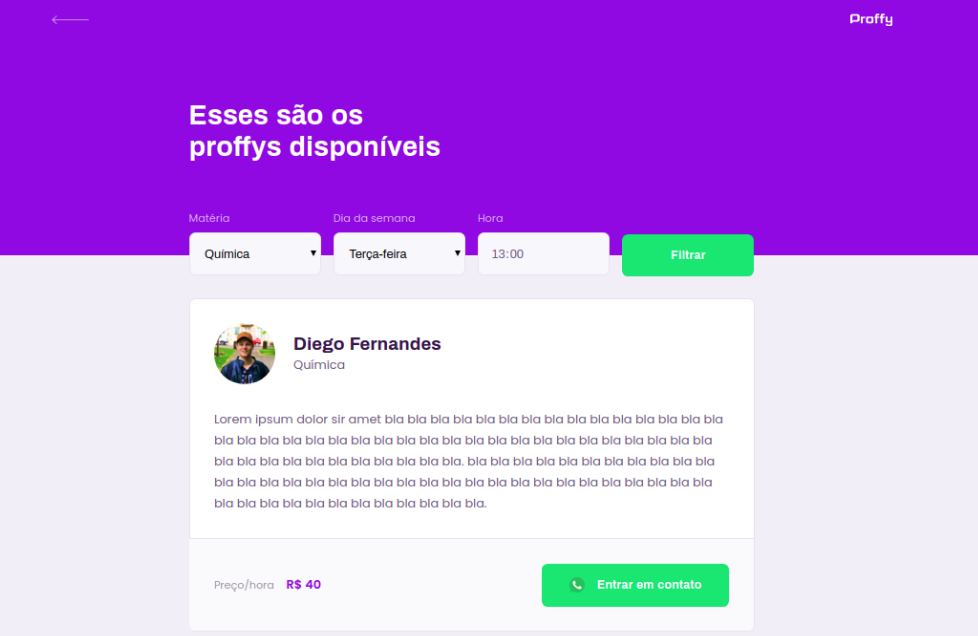 Proffy
Esses são os
proffys disponíveis
Matéria
Dia da semana
Hora
Química
Terça-feira
13:00
Filtrar
Diego Fernandes
Química
Lorem ipsum dolor sir amet bla bla bla bla bla bla bla bla bla bla bla bla bla bla bla
bla bla bla bla bla bla bla bla bla bla bla bla bla bla bla bla bla bla bla bla bla bla
bla bla bla bla bla bla bla bla bla bla bla. bla bla bla bla bla bla bla bla bla bla bla
bla bla bla bla bla bla bla bla bla bla bla bla bla bla bla bla bla bla bla bla bla bla
bla bla bla bla bla bla bla bla bla bla bla bla.
Preço/hora
R$ 40
Entrar em contato